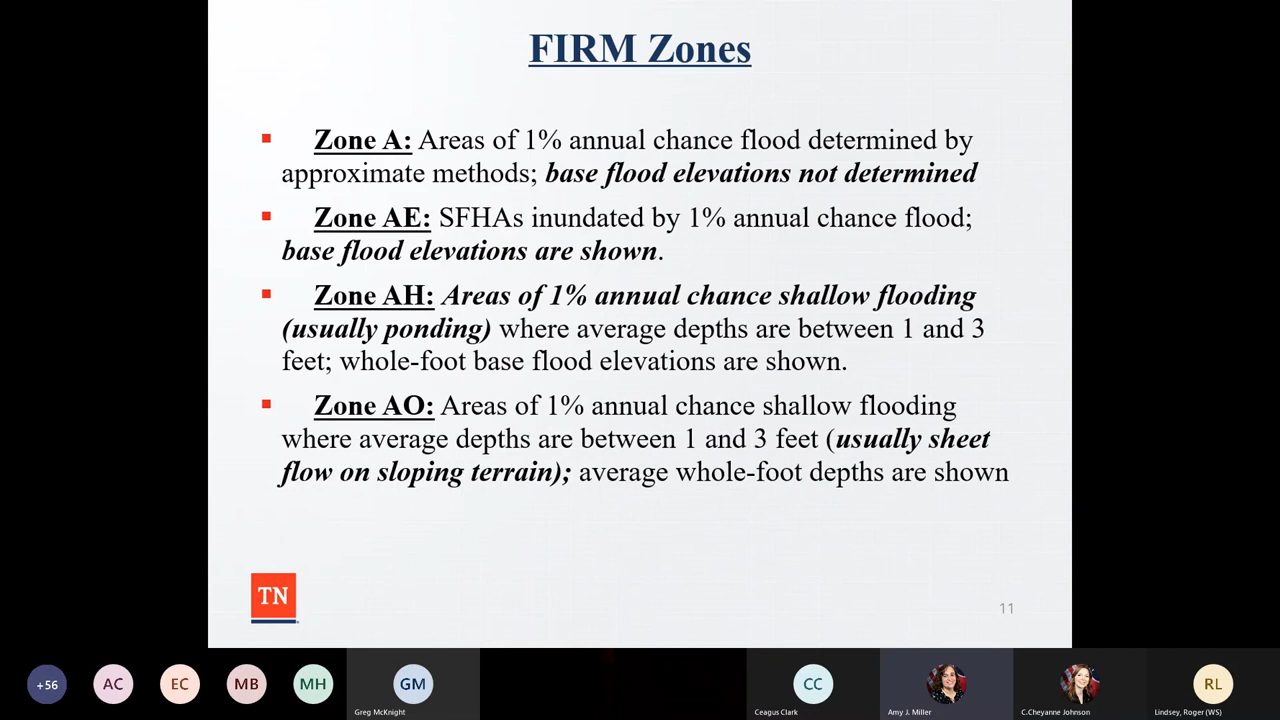 FIRM Zones
Zone A: Areas of 1% annual chance flood determined by
approximate methods; base flood elevations not determined
Zone AE: SFHAs inundated by 1% annual chance flood;
base flood elevations are shown.
Zone AH: Areas of 1% annual chance shallow flooding
(usually ponding) where average depths are between 1 and 3
feet; whole-foot base flood elevations are shown.
Zone AO: Areas of 1% annual chance shallow flooding
where average depths are between 1 and 3 feet (usually sheet
flow on sloping terrain); average whole-foot depths are shown
TN
11
+56
AC
EC
MB
MH
GM
Greg McKnight
CC
Ceagus Clark
Amy J. Miller
C.Cheyanne Johnson
RL
Lindsey, Roger (WS)